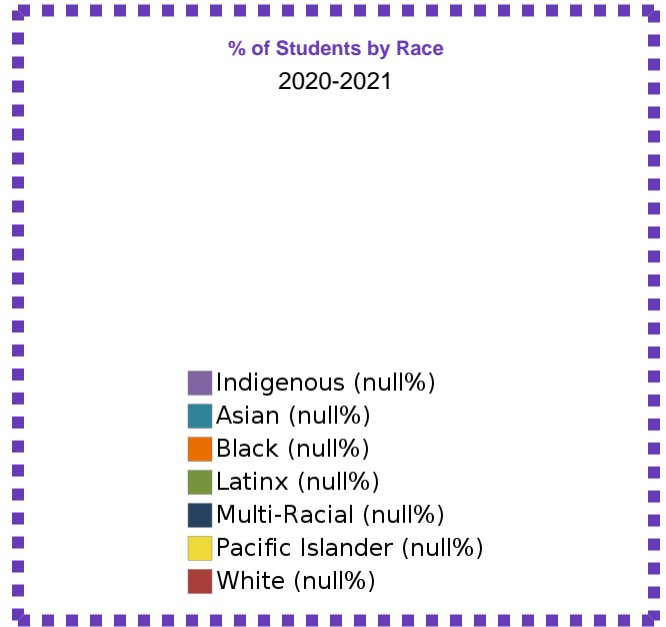 % of Students by Race
2020-2021
Indigenous (null%)
Asian (null%)
Black (null%)
Latinx (null%)
Multi-Racial (null%)
Pacific Islander (null%)
White (null%)